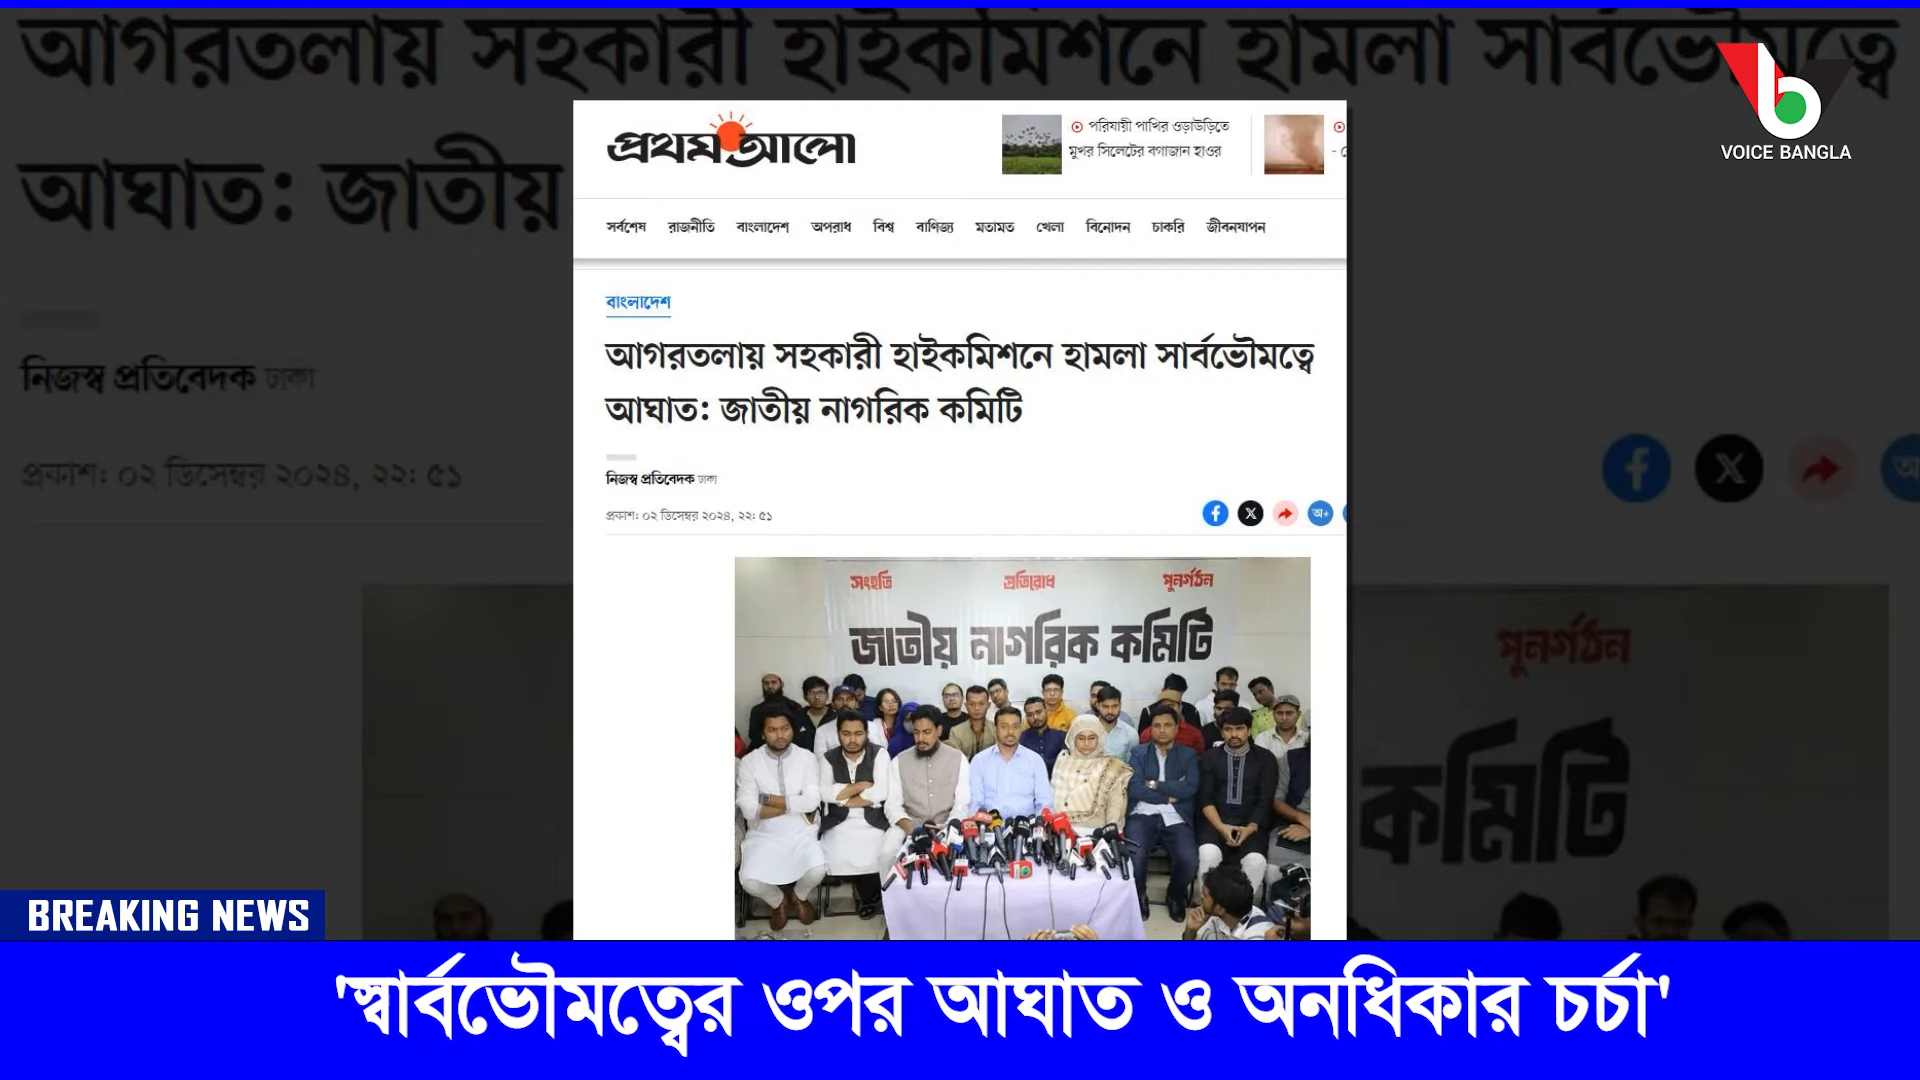 আগরতলায় সহকারী হাইকমিশনে হামলা সার্বভৌমত্বে
আঘাত: জাতীয়
নিজস্ব প্রতিবেদক ঢাকা
প্রকাশ: ০২ ডিসেম্বর ২০২৪, ২২: ৫১
পুনর্গঠন
কমিটি
VOICE BANGLA
প্রথম আলো
পরিযায়ী পাখির ওড়াউড়িতে
মুখর সিলেটের বগাজান হাওর
সর্বশেষ রাজনীতি বাংলাদেশ অপরাধ বিশ্ব বাণিজ্য মতামত খেলা বিনোদন চাকরি জীবনযাপন
বাংলাদেশ
আগরতলায় সহকারী হাইকমিশনে হামলা সার্বভৌমত্বে
আঘাত: জাতীয় নাগরিক কমিটি
নিজস্ব প্রতিবেদক ঢাকা
প্রকাশ: ০২ ডিসেম্বর ২০২৪, ২২: ৫১
অ+
সংহতি প্রতিরোধ পুনর্গঠন
জাতীয় নাগরিক কমিটি
BREAKING NEWS
'স্বার্বভৌমত্বের ওপর আঘাত ও অনধিকার চর্চা'